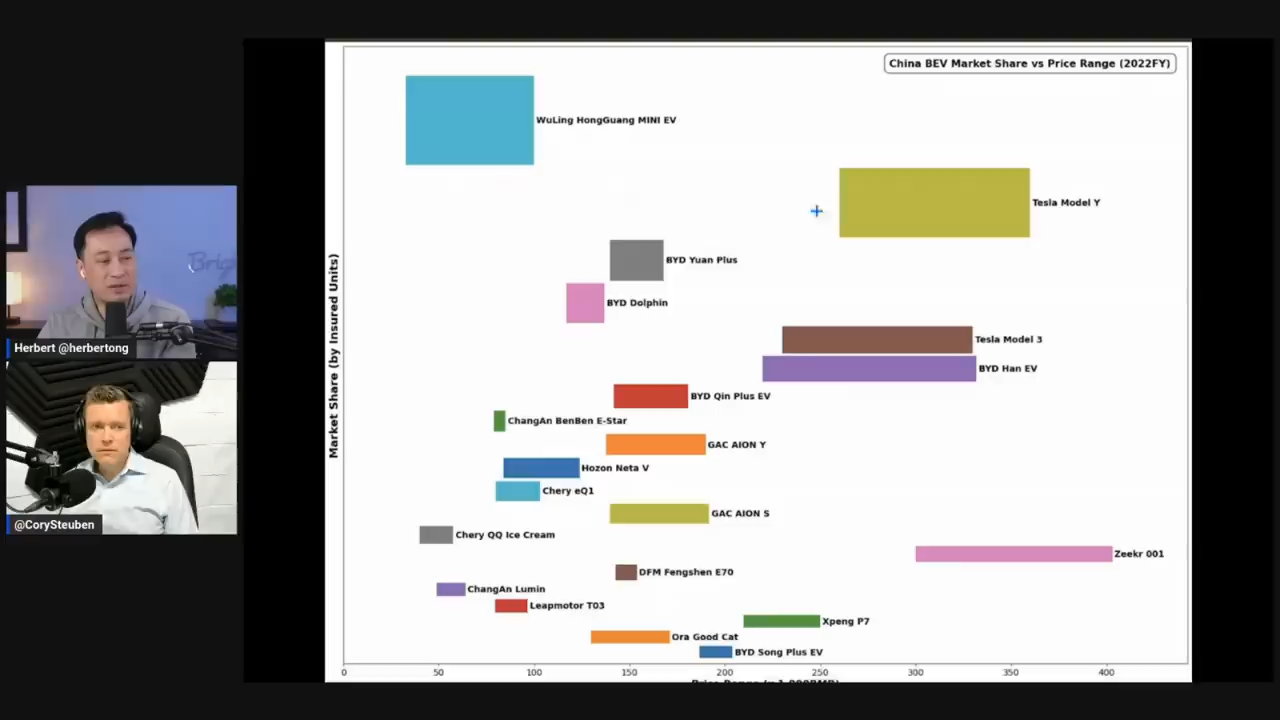 China BEV Market Share vs Price Range (2022FY)
WuLing HongGuang MINI EV
Tesla Model Y
BYD Yuan Plus
BYD Dolphin
Tesla Model 3
BYD Han EV
BYD Qin Plus EV
ChangAn BenBen E-Star
GAC AION Y
Hozon Neta V
Chery eQ1
GAC AION S
Chery QQ Ice Cream
Zeekr 001
DFM Fengshen E70
ChangAn Lumin
Leapmotor T03
Xpeng P7
Ora Good Cat
BYD Song Plus EV
Market Share (by Insured Units)
0 50 100 150 200 250 300 350 400
Price Range
Herbert @herbertong
@CorySteuben